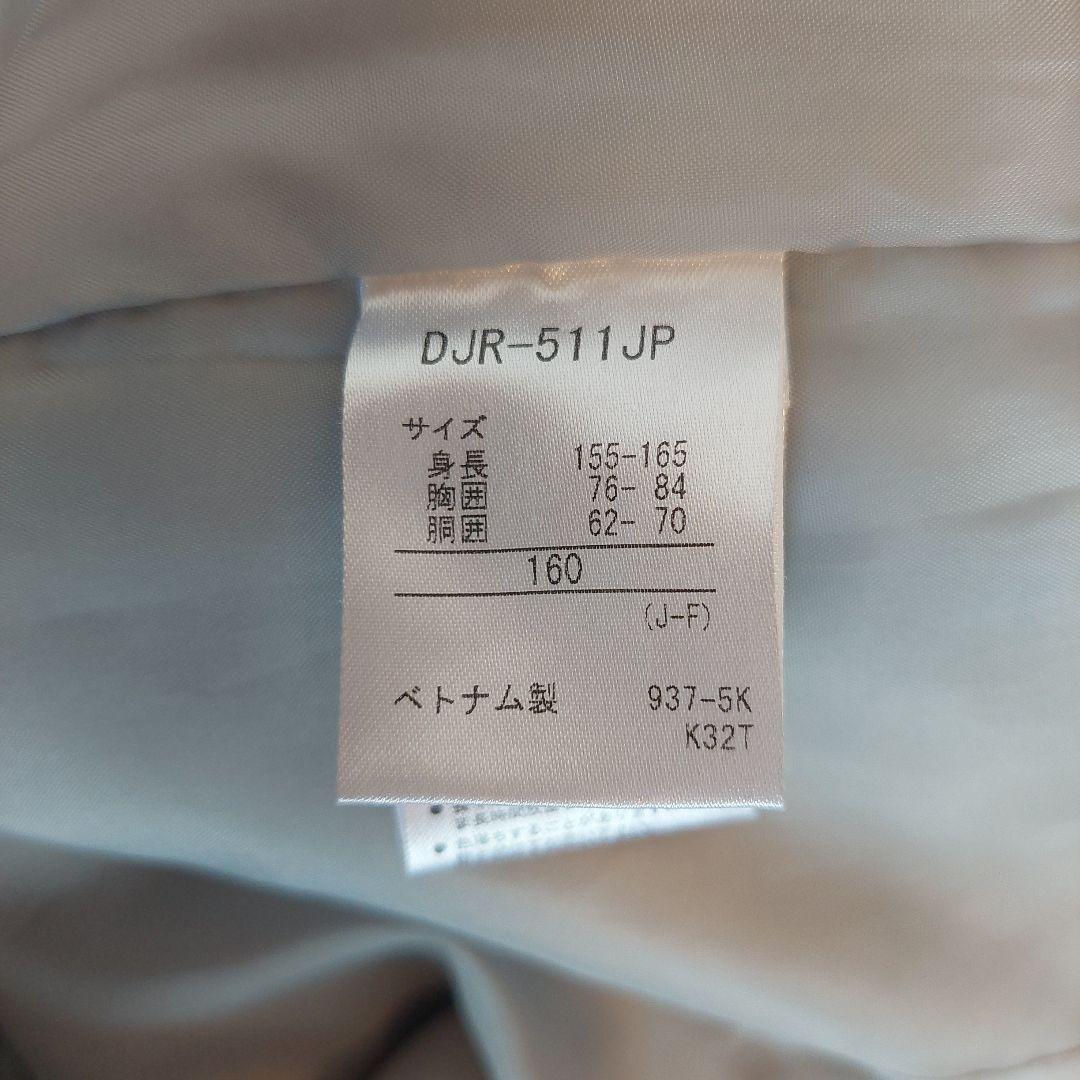 DJR-511JP
サイズ
身長 155-165
胸囲 76- 84
胴囲 62- 70
160
(J-F)
ベトナム製 937-5K
K32T